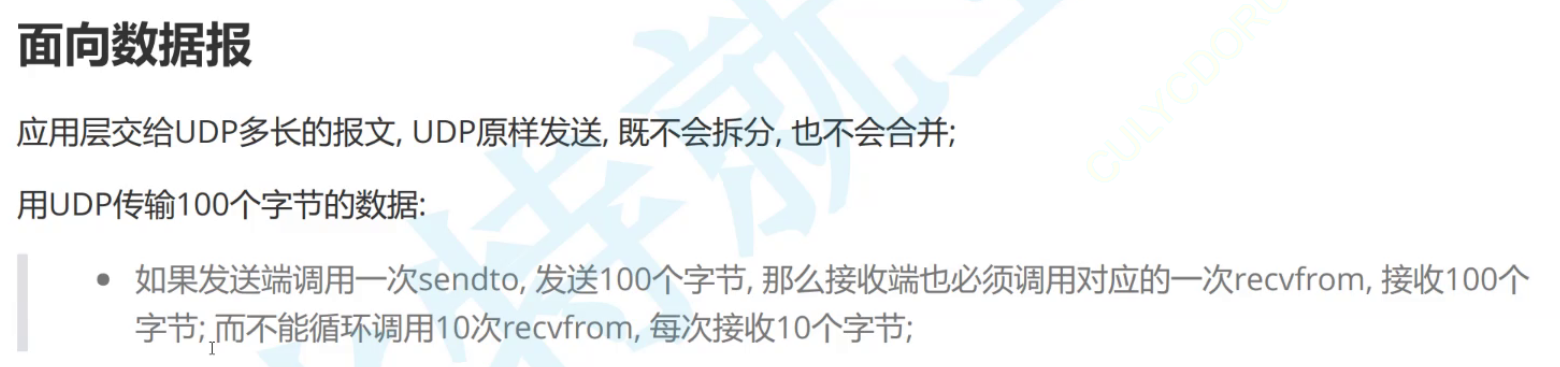 面向数据报
应用层交给UDP多长的报文, UDP原样发送, 既不会拆分, 也不会合并;
用UDP传输100个字节的数据:
如果发送端调用一次sendto, 发送100个字节, 那么接收端也必须调用对应的一次recvfrom, 接收100个
字节; 而不能循环调用10次recvfrom, 每次接收10个字节;